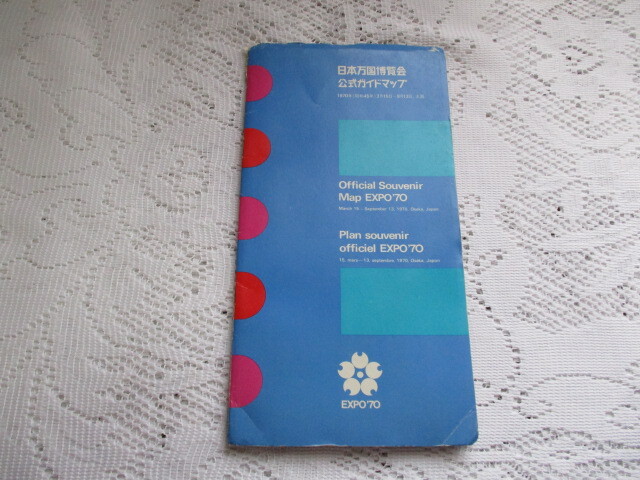 日本万国博覧会
公式ガイドマップ
Official Souvenir
Map EXPO'70
March 15 - September 13, 1970, Osaka, Japan
Plan souvenir
officiel EXPO'70
15, mars - 13, septembre 1970, Osaka, Japon
EXPO'70